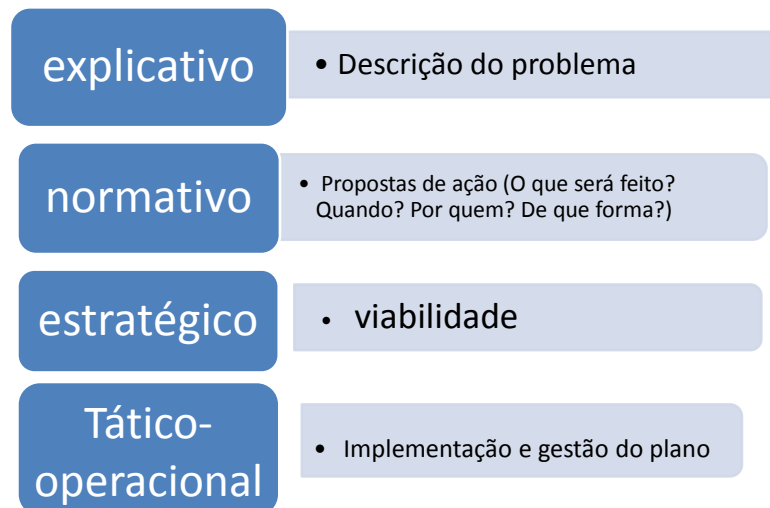 explicativo
• Descrição do problema
normativo
• Propostas de ação (O que será feito?
Quando? Por quem? De que forma?)
estratégico
• viabilidade
Tático-
operacional
• Implementação e gestão do plano